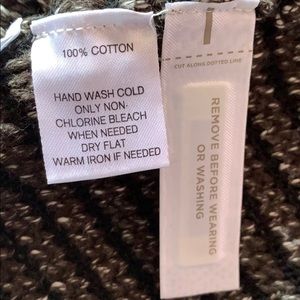 100% COTTON
HAND WASH COLD
ONLY NON-
CHLORINE BLEACH
WHEN NEEDED
DRY FLAT
WARM IRON IF NEEDED
CUT ALONG DOTTED LINE
REMOVE BEFORE WEARING
OR WASHING